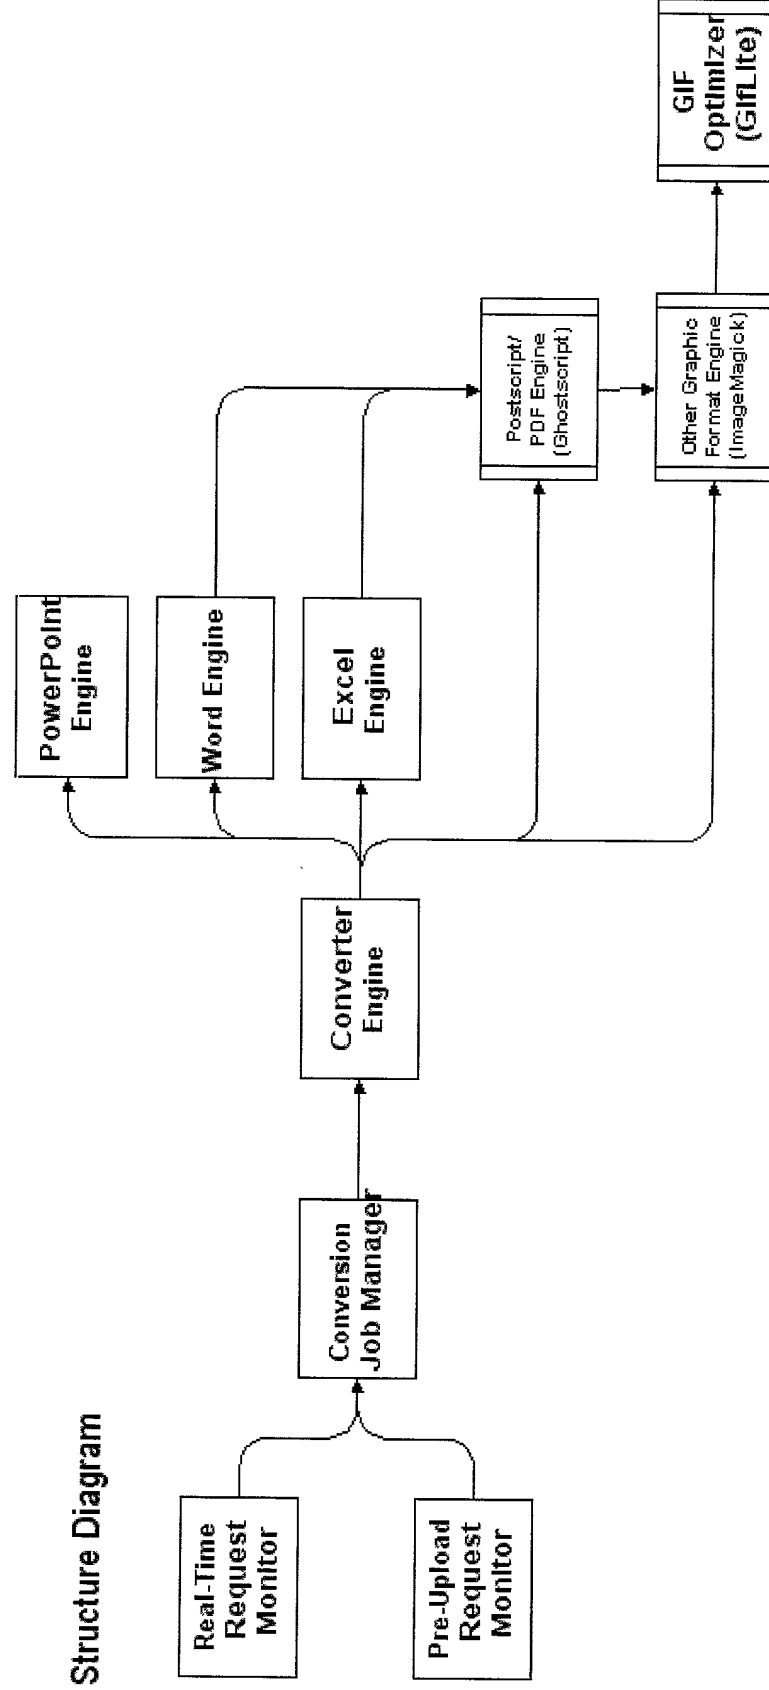 Structure Diagram
Real-Time
Request
Monitor
Pre-Upload
Request
Monitor
Conversion
Job Manager
Converter
Engine
PowerPoint
Engine
Word Engine
Excel
Engine
Postscript/
PDF Engine
(Ghostscript)
Other Graphic
Format Engine
(ImageMagick)
GIF
Optimizer
(GifLite)